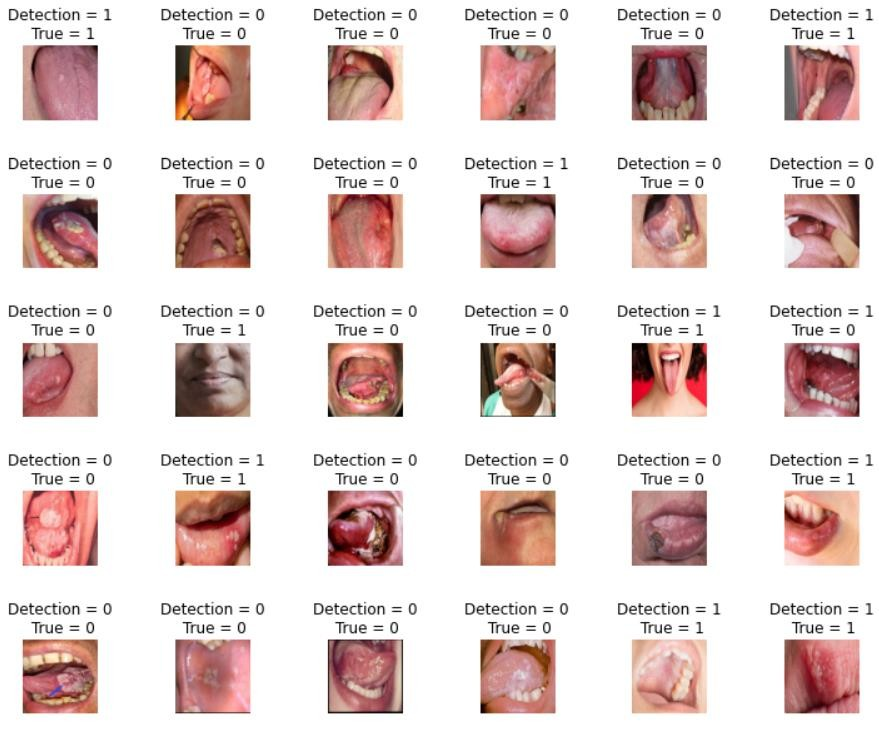 Detection = 1
True = 1
Detection = 0
True = 0
Detection = 0
True = 0
Detection = 0
True = 0
Detection = 0
True = 0
Detection = 1
True = 1
Detection = 0
True = 0
Detection = 0
True = 0
Detection = 0
True = 0
Detection = 1
True = 1
Detection = 0
True = 0
Detection = 0
True = 0
Detection = 0
True = 0
Detection = 0
True = 1
Detection = 0
True = 0
Detection = 0
True = 0
Detection = 1
True = 1
Detection = 1
True = 0
Detection = 0
True = 0
Detection = 1
True = 1
Detection = 0
True = 0
Detection = 0
True = 0
Detection = 0
True = 0
Detection = 1
True = 1
Detection = 0
True = 0
Detection = 0
True = 0
Detection = 0
True = 0
Detection = 0
True = 0
Detection = 1
True = 1
Detection = 1
True = 1